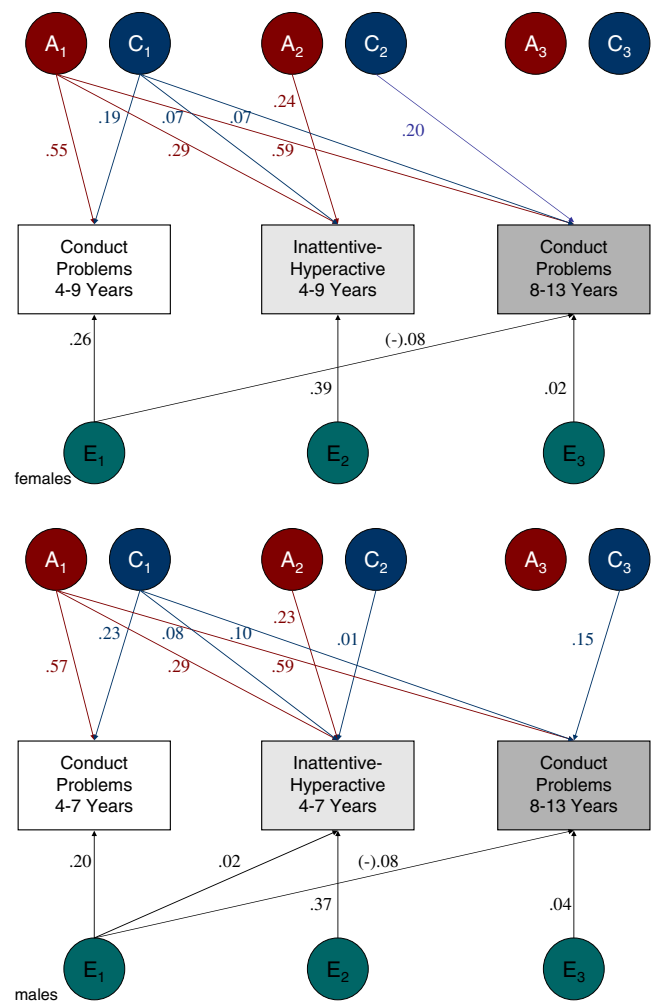 A1 C1 A2 C2 A3 C3
.24
.19 .07 .07 .20
.55 .29 .59
Conduct Problems 4-9 Years
Inattentive-Hyperactive 4-9 Years
Conduct Problems 8-13 Years
.26 (-).08
.39 .02
E1 E2 E3
females
A1 C1 A2 C2 A3 C3
.23
.23 .08 .10 .01 .15
.57 .29 .59
Conduct Problems 4-7 Years
Inattentive-Hyperactive 4-7 Years
Conduct Problems 8-13 Years
.20 .02 (-).08
.37 .04
E1 E2 E3
males